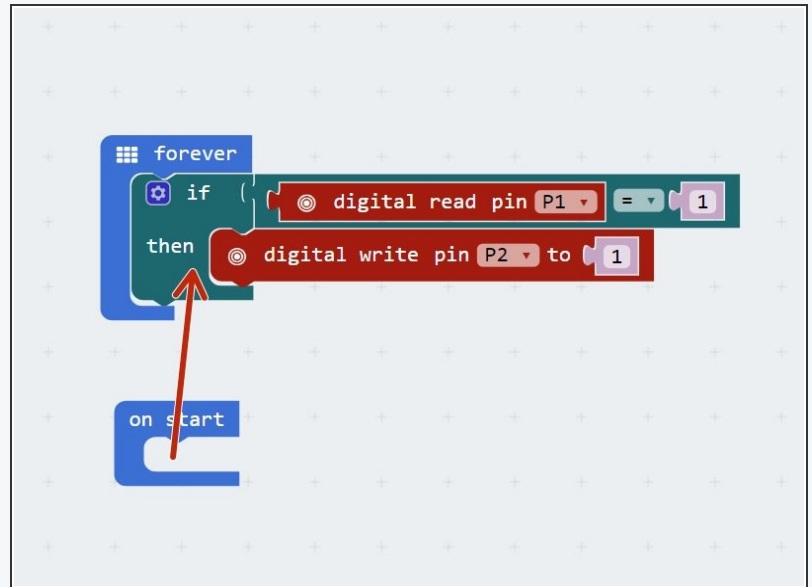 forever
if digital read pin P1 = 1
then digital write pin P2 to 1
on start